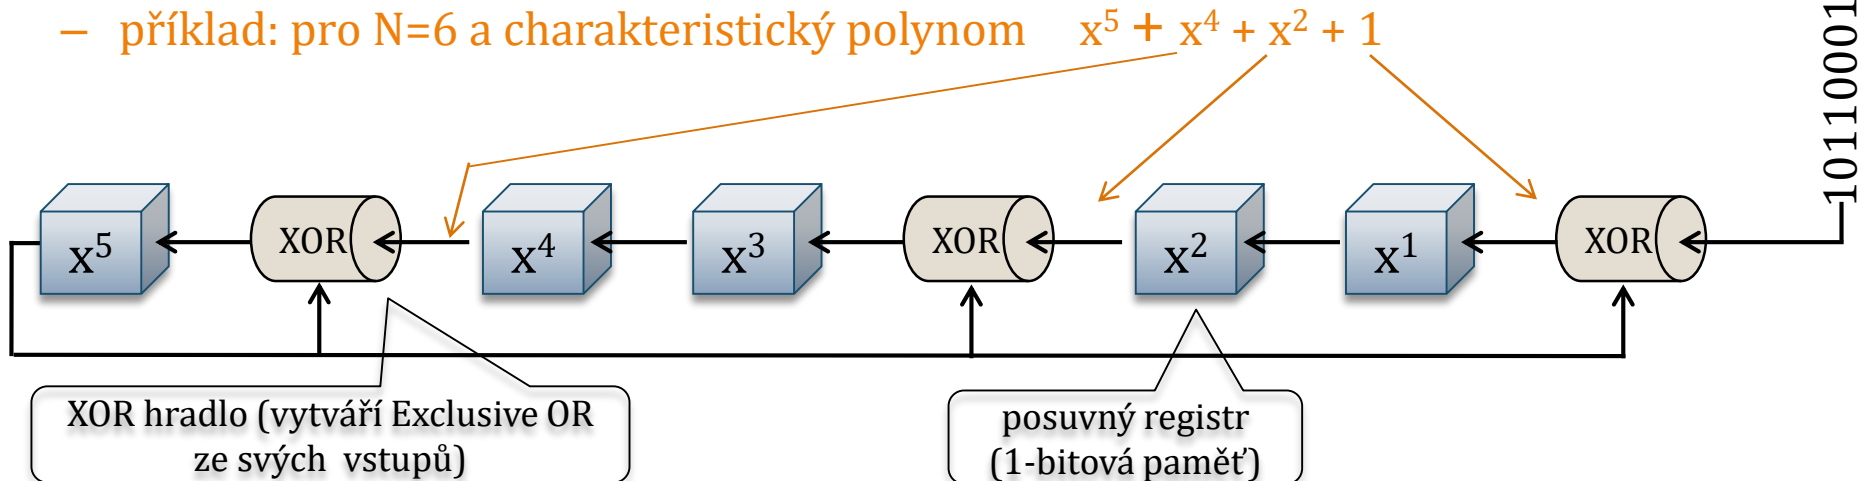 – příklad: pro N=6 a charakteristický polynom x⁵ + x⁴ + x² + 1
101100001
x⁵ XOR x⁴ x³ XOR x² x¹ XOR
XOR hradlo (vytváří Exclusive OR
ze svých vstupů)
posuvný registr
(1-bitová paměť)